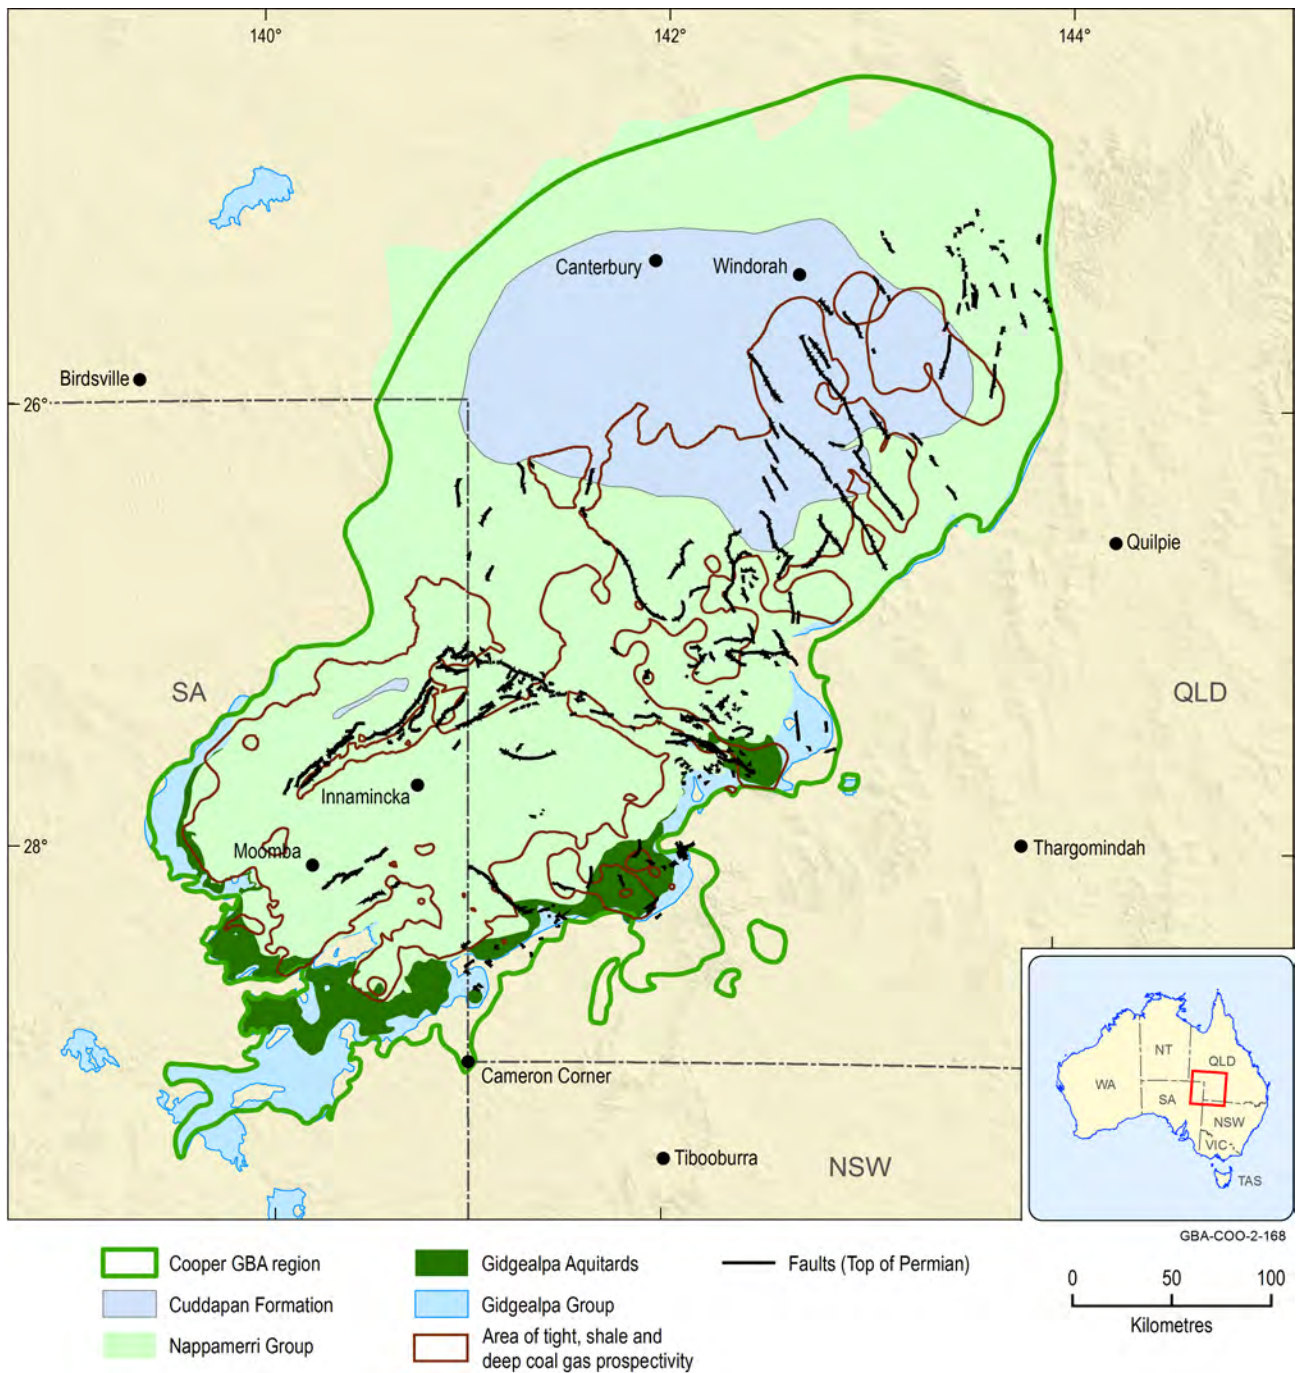 140°
142°
144°
Canterbury
Windorah
Birdsville
26°
Quilpie
SA
QLD
Innamincka
28°
Moomba
Thargomindah
Cameron Corner
Tibooburra
NSW
NT
QLD
WA
SA
NSW
VIC
TAS
GBA-COO-2-168
Cooper GBA region
Cuddapan Formation
Nappamerri Group
Gidgealpa Aquitards
Gidgealpa Group
Area of tight, shale and
deep coal gas prospectivity
Faults (Top of Permian)
0 50 100
Kilometres